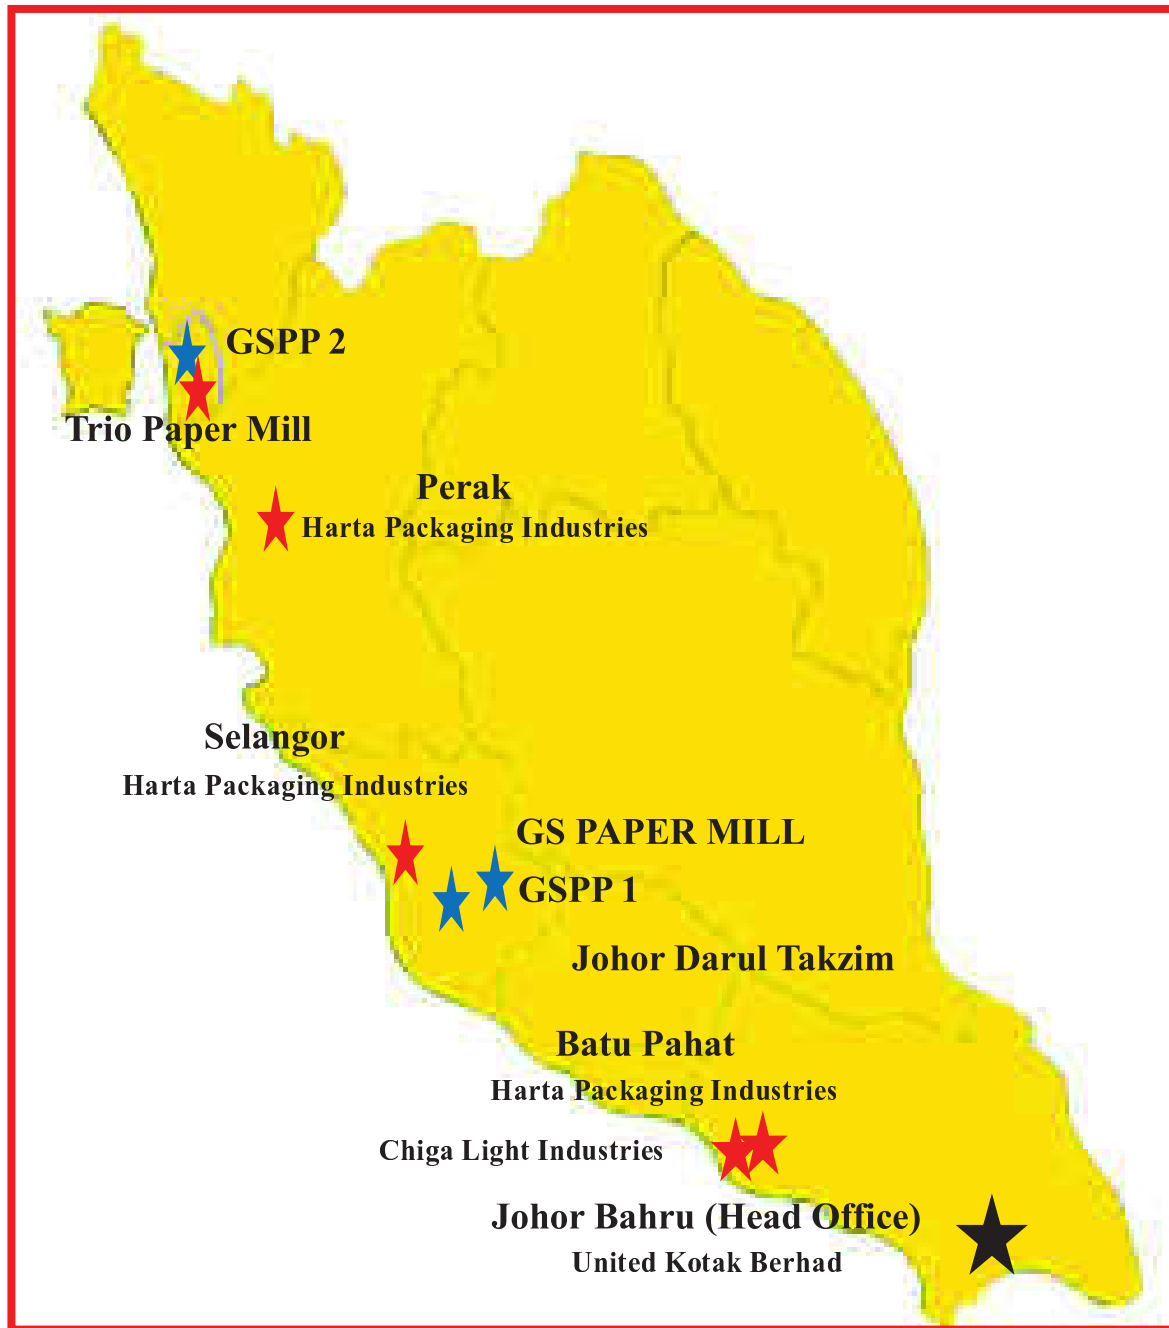 GSPP 2
Trio Paper Mill
Perak
Harta Packaging Industries
Selangor
Harta Packaging Industries
GS PAPER MILL
GSPP 1
Johor Darul Takzim
Batu Pahat
Harta Packaging Industries
Chiga Light Industries
Johor Bahru (Head Office)
United Kotak Berhad